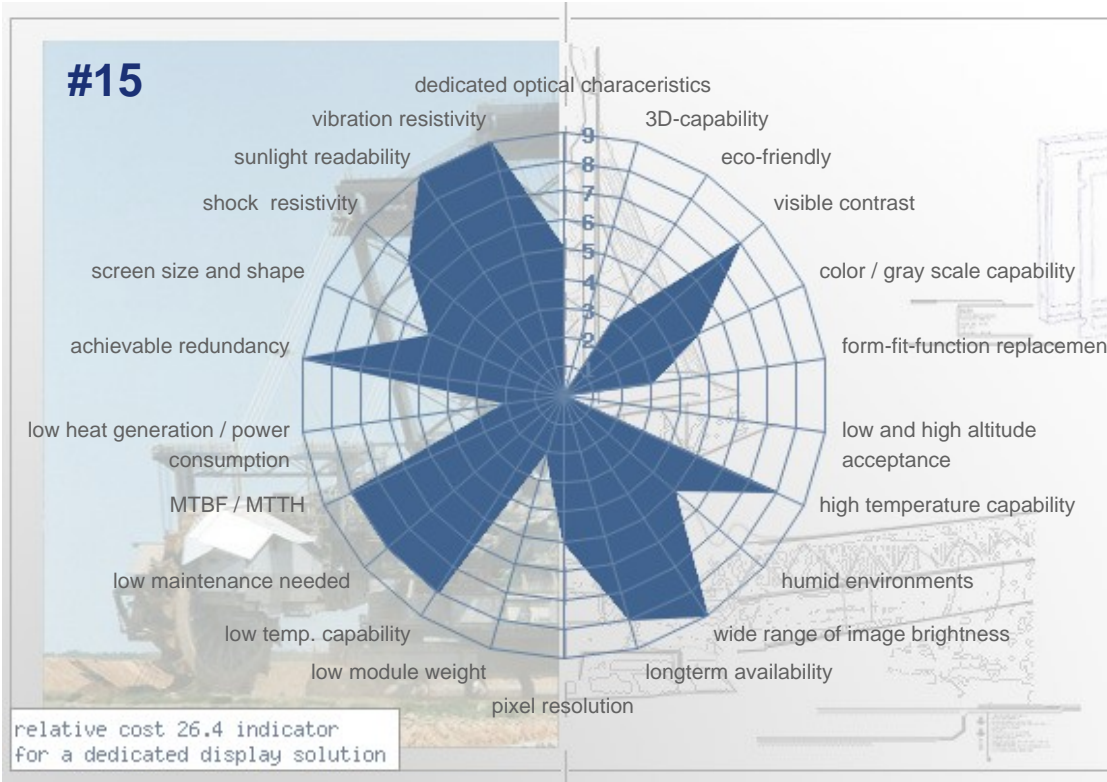 #15
dedicated optical characeristics
vibration resistivity
3D-capability
sunlight readability
eco-friendly
shock  resistivity
visible contrast
screen size and shape
color / gray scale capability
achievable redundancy
form-fit-function replacemen
9
8
7
6
5
4
3
2
1
low heat generation / power
consumption
low and high altitude
acceptance
MTBF / MTTH
high temperature capability
low maintenance needed
humid environments
low temp. capability
wide range of image brightness
low module weight
longterm availability
pixel resolution
relative cost 26.4 indicator
for a dedicated display solution